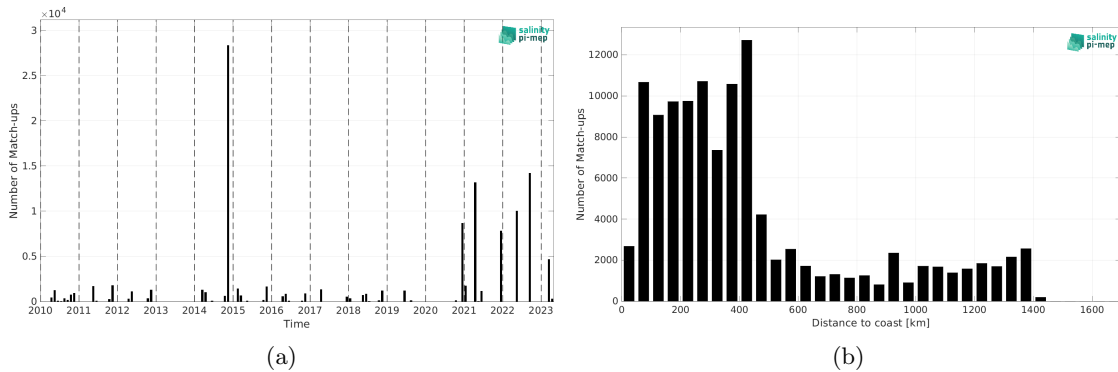 ×10⁴
3
2.5
2
1.5
1
0.5
0
Number of Match-ups
2010 2011 2012 2013 2014 2015 2016 2017 2018 2019 2020 2021 2022 2023
Time
salinity
pi-mep
(a)
12000
10000
8000
6000
4000
2000
0
Number of Match-ups
0 200 400 600 800 1000 1200 1400 1600
Distance to coast [km]
salinity
pi-mep
(b)